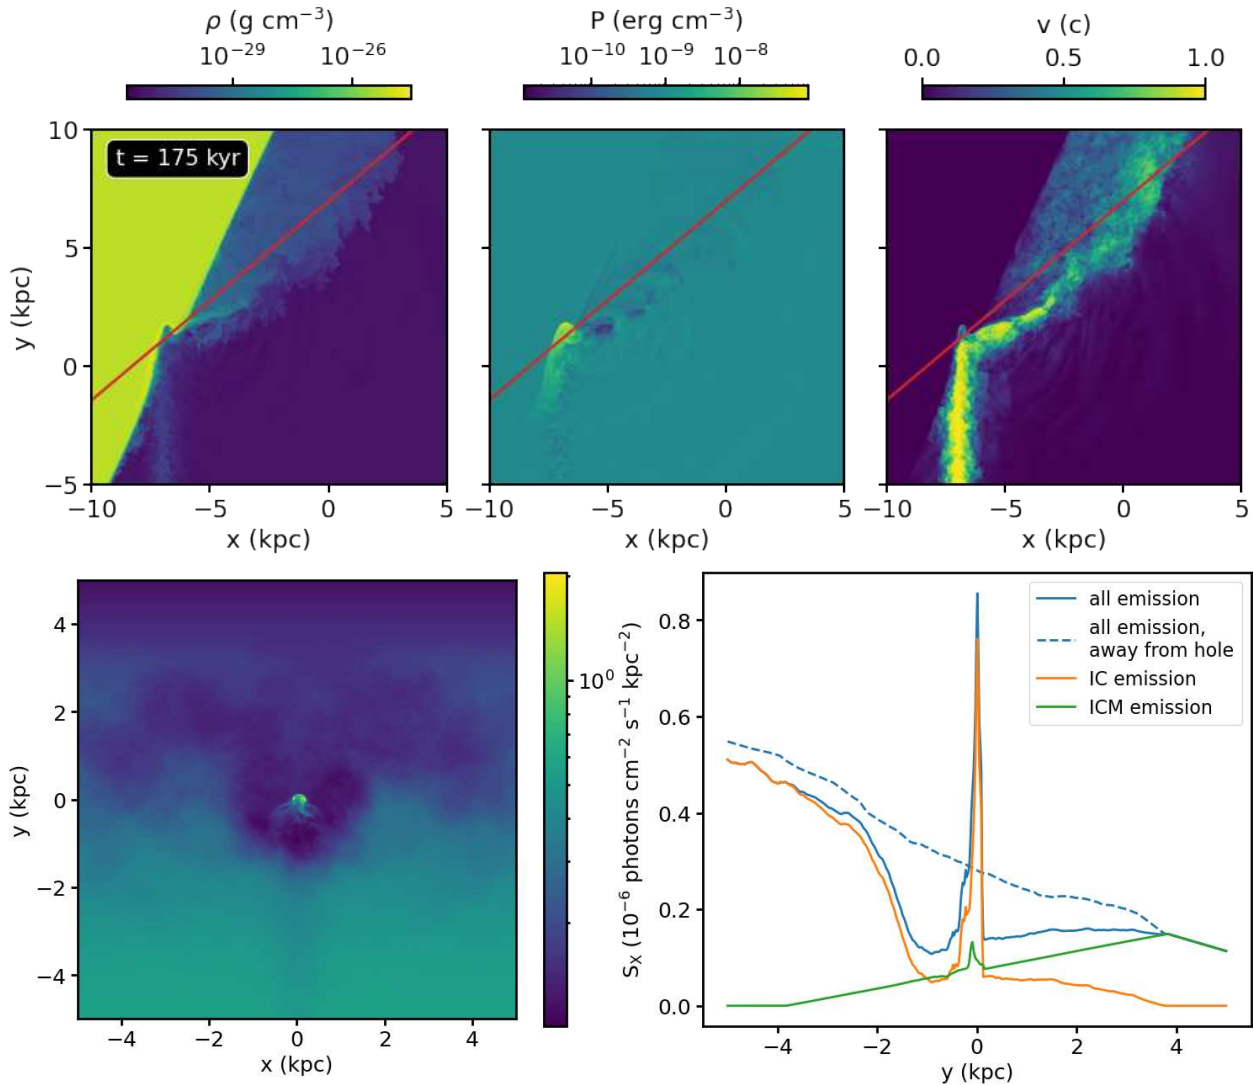 ρ (g cm⁻³)
P (erg cm⁻³)
v (c)
10⁻²⁹ 10⁻²⁶
10⁻¹⁰ 10⁻⁹ 10⁻⁸
0.0 0.5 1.0
t = 175 kyr
10
5
0
−5
y (kpc)
−10 −5 0 5
−10 −5 0 5
−10 −5 0 5
x (kpc)
x (kpc)
x (kpc)
4
2
0
−2
−4
y (kpc)
−4 −2 0 2 4
x (kpc)
10⁰
S_X (10⁻⁶ photons cm⁻² s⁻¹ kpc⁻²)
0.8
0.6
0.4
0.2
0.0
all emission
all emission,
away from hole
IC emission
ICM emission
−4 −2 0 2 4
y (kpc)